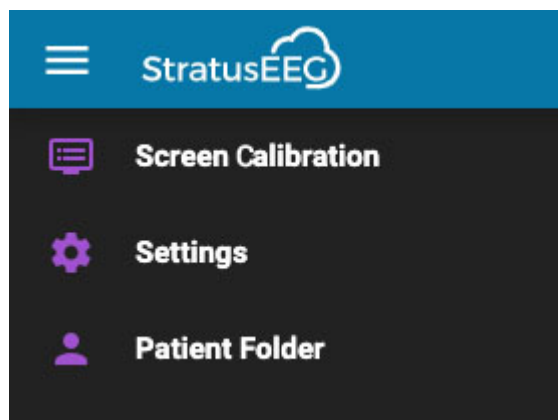 StratusEEG
Screen Calibration
Settings
Patient Folder